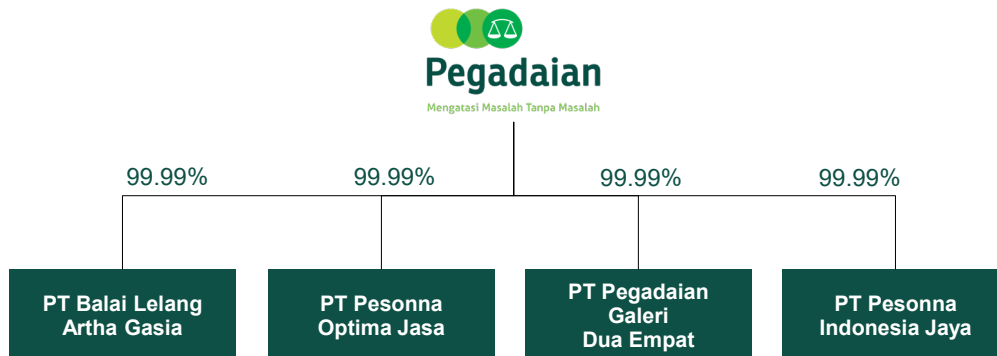 Pegadaian
Mengatasi Masalah Tanpa Masalah
99.99%
99.99%
99.99%
99.99%
PT Balai Lelang
Artha Gasia
PT Pesonna
Optima Jasa
PT Pegadaian
Galeri
Dua Empat
PT Pesonna
Indonesia Jaya